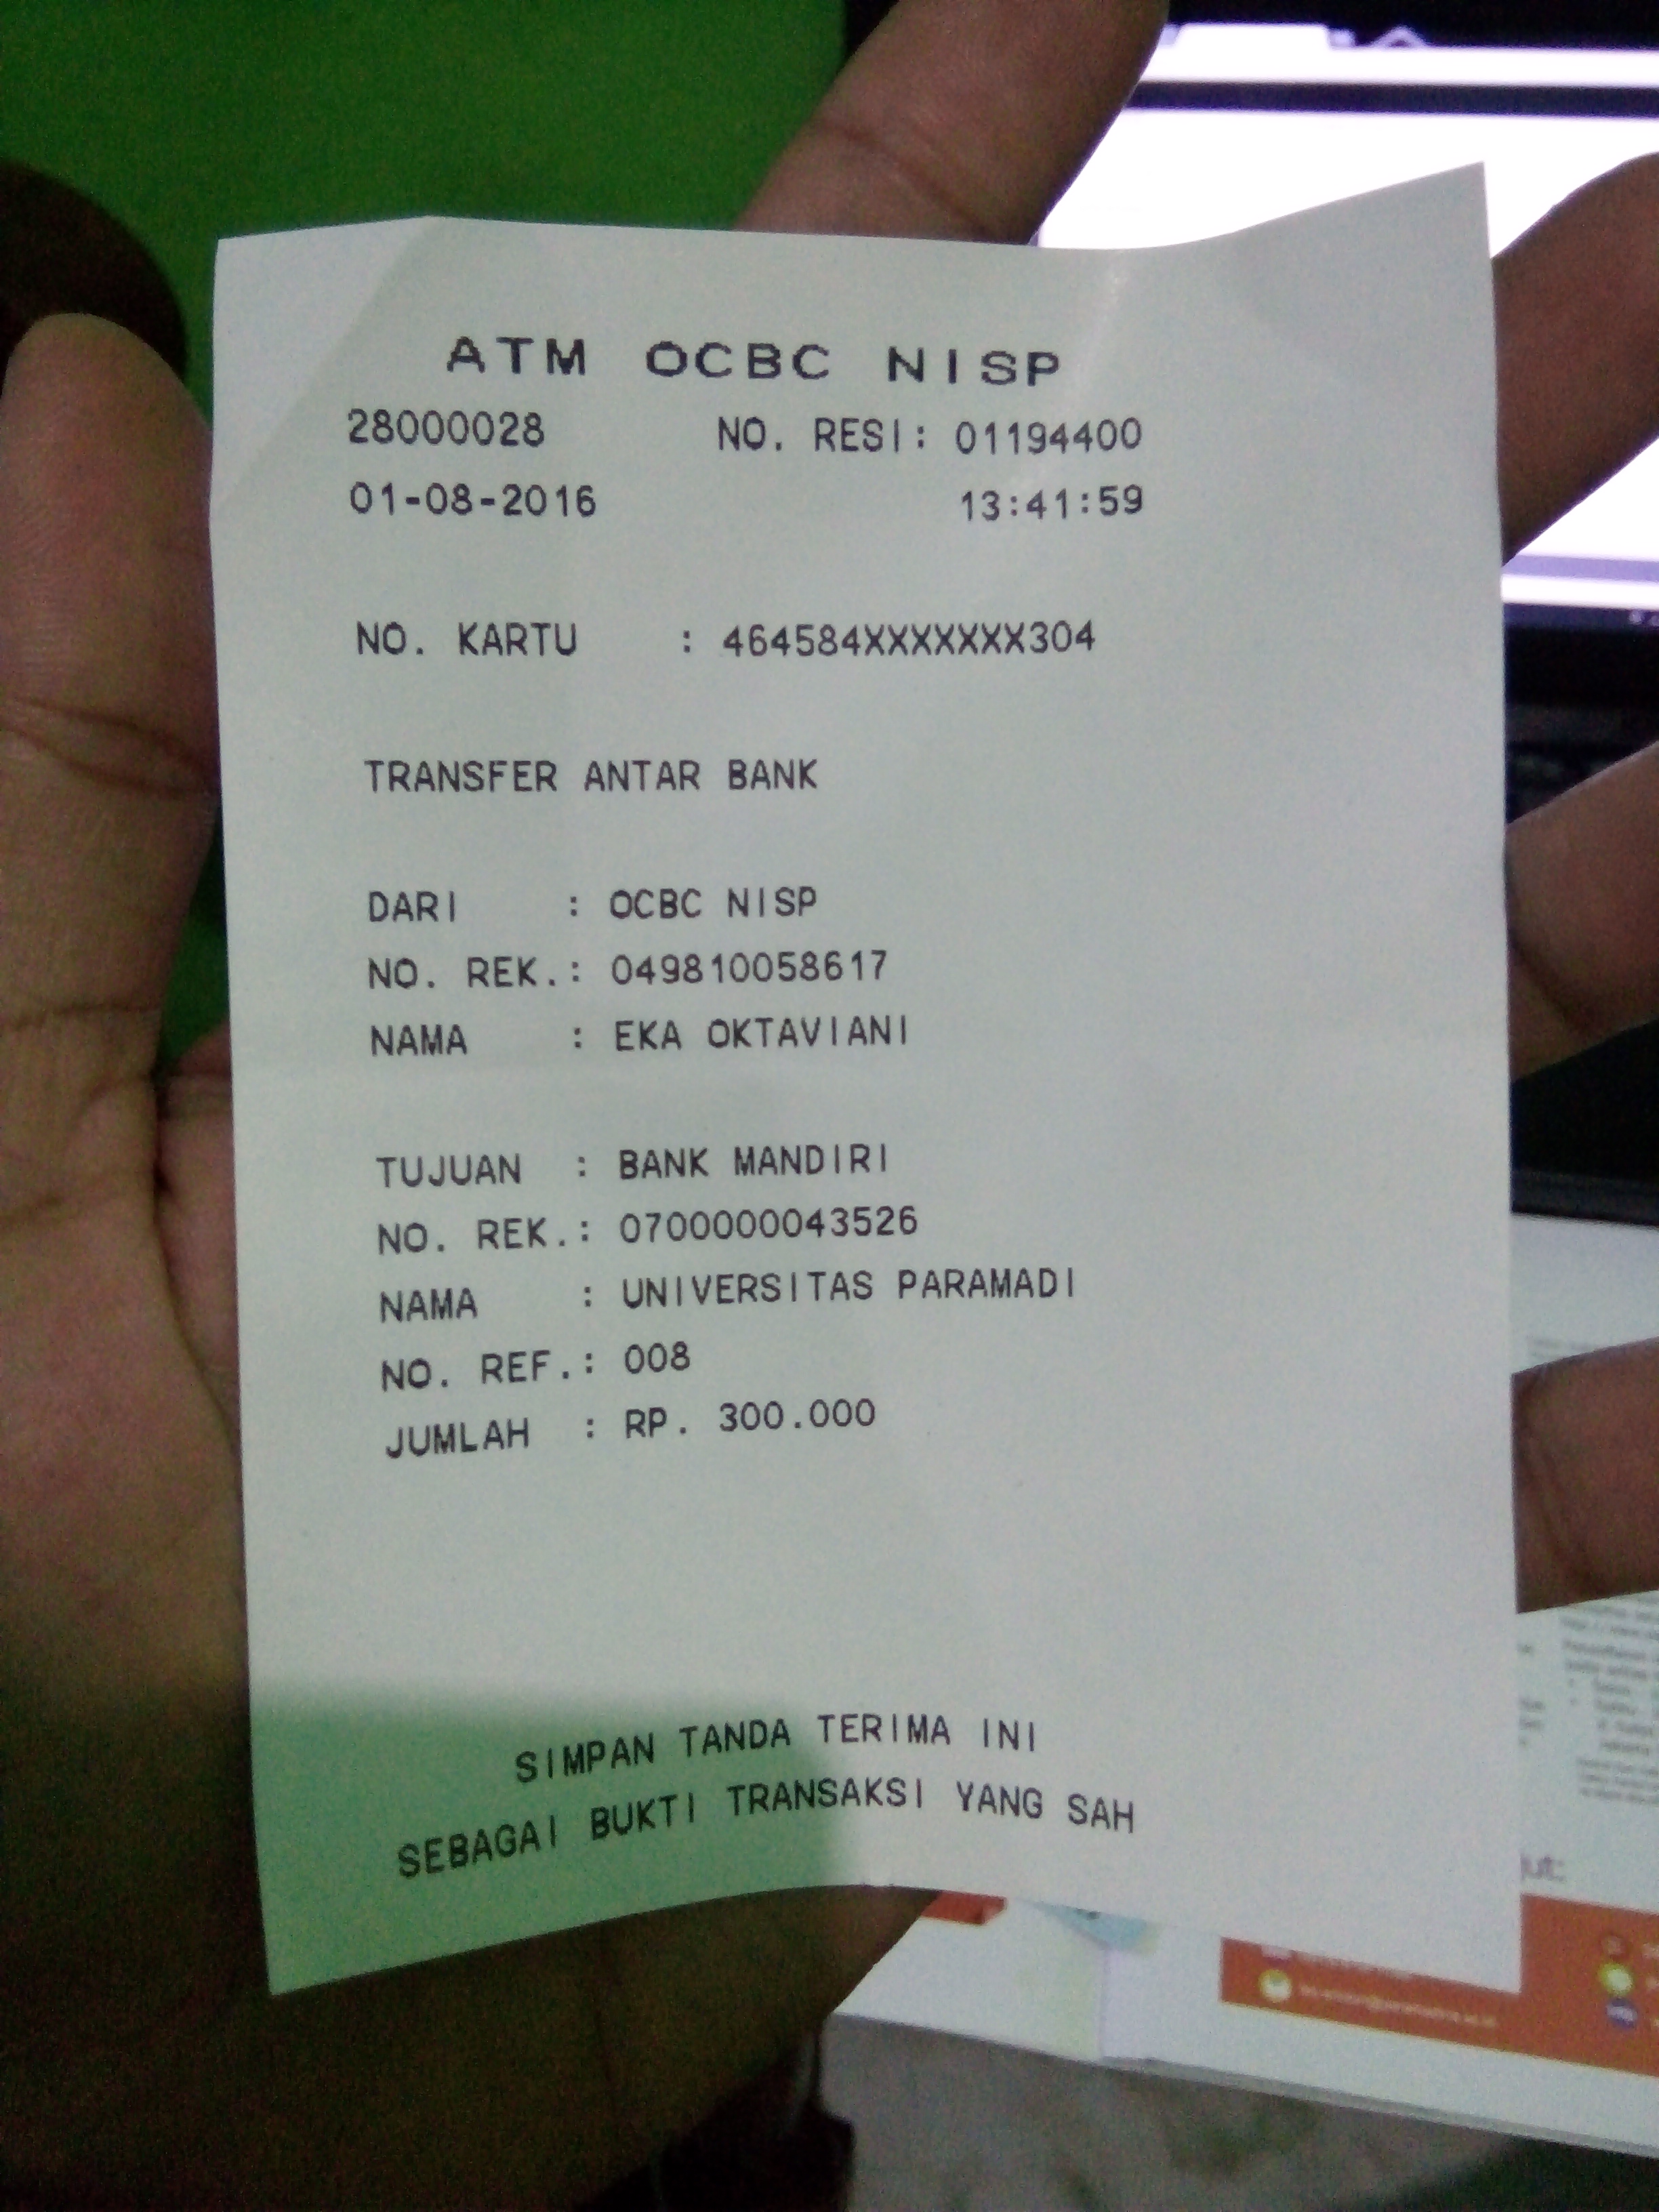 ATM OCBC NISP
28000028 NO. RESI: 01194400
01-08-2016 13:41:59
NO. KARTU : 464584XXXXXXX304
TRANSFER ANTAR BANK
DARI : OCBC NISP
NO. REK.: 049810058617
NAMA : EKA OKTAVIANI
TUJUAN : BANK MANDIRI
NO. REK.: 0700000043526
NAMA : UNIVERSITAS PARAMADI
NO. REF.: 008
JUMLAH : RP. 300.000
SIMPAN TANDA TERIMA INI
SEBAGAI BUKTI TRANSAKSI YANG SAH